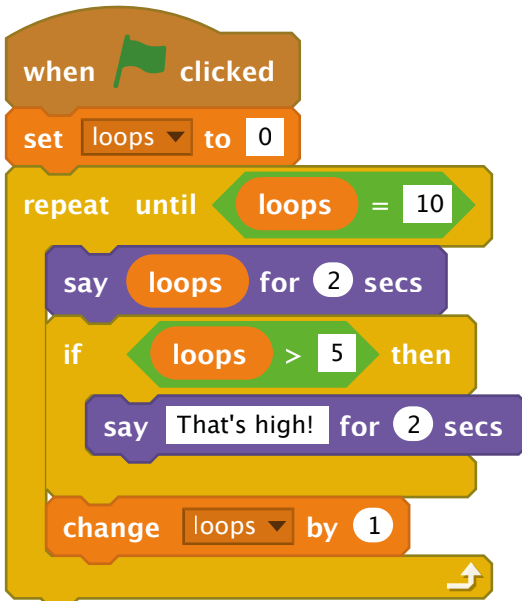 when clicked
set loops to 0
repeat until loops = 10
say loops for 2 secs
if loops > 5 then
say That's high! for 2 secs
change loops by 1